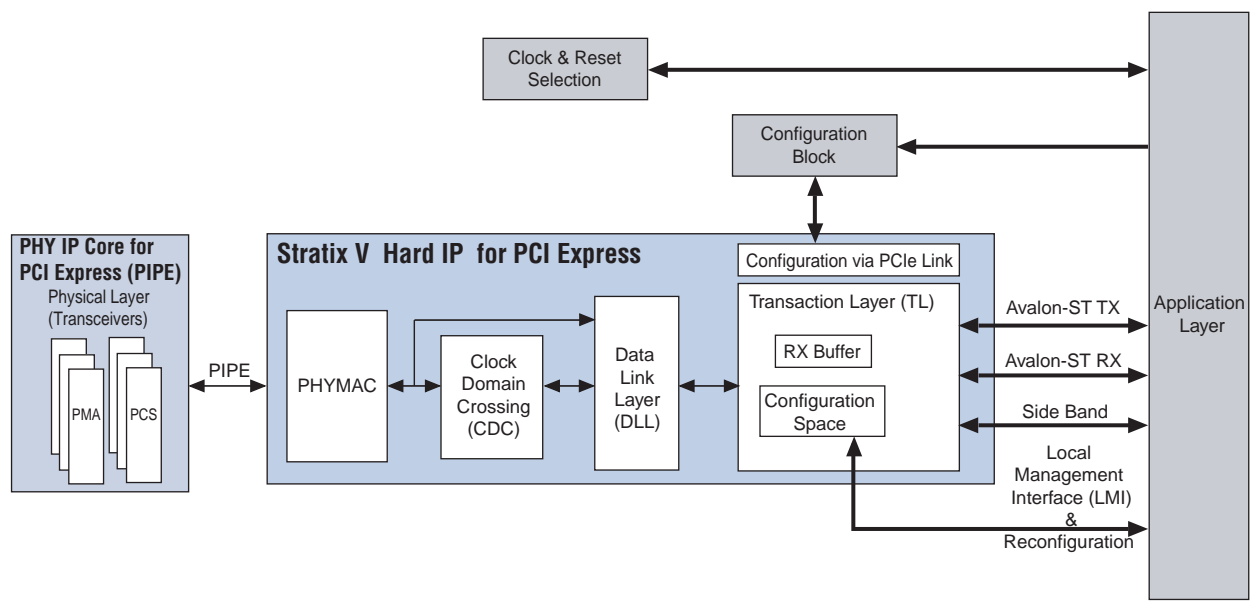 Clock & Reset
Selection
Configuration
Block
PHY IP Core for
PCI Express (PIPE)
Physical Layer
(Transceivers)
PMA
PCS
PIPE
Stratix V Hard IP for PCI Express
PHYMAC
Clock
Domain
Crossing
(CDC)
Data
Link
Layer
(DLL)
Configuration via PCIe Link
Transaction Layer (TL)
RX Buffer
Configuration
Space
Avalon-ST TX
Avalon-ST RX
Side Band
Local
Management
Interface (LMI)
&
Reconfiguration
Application
Layer